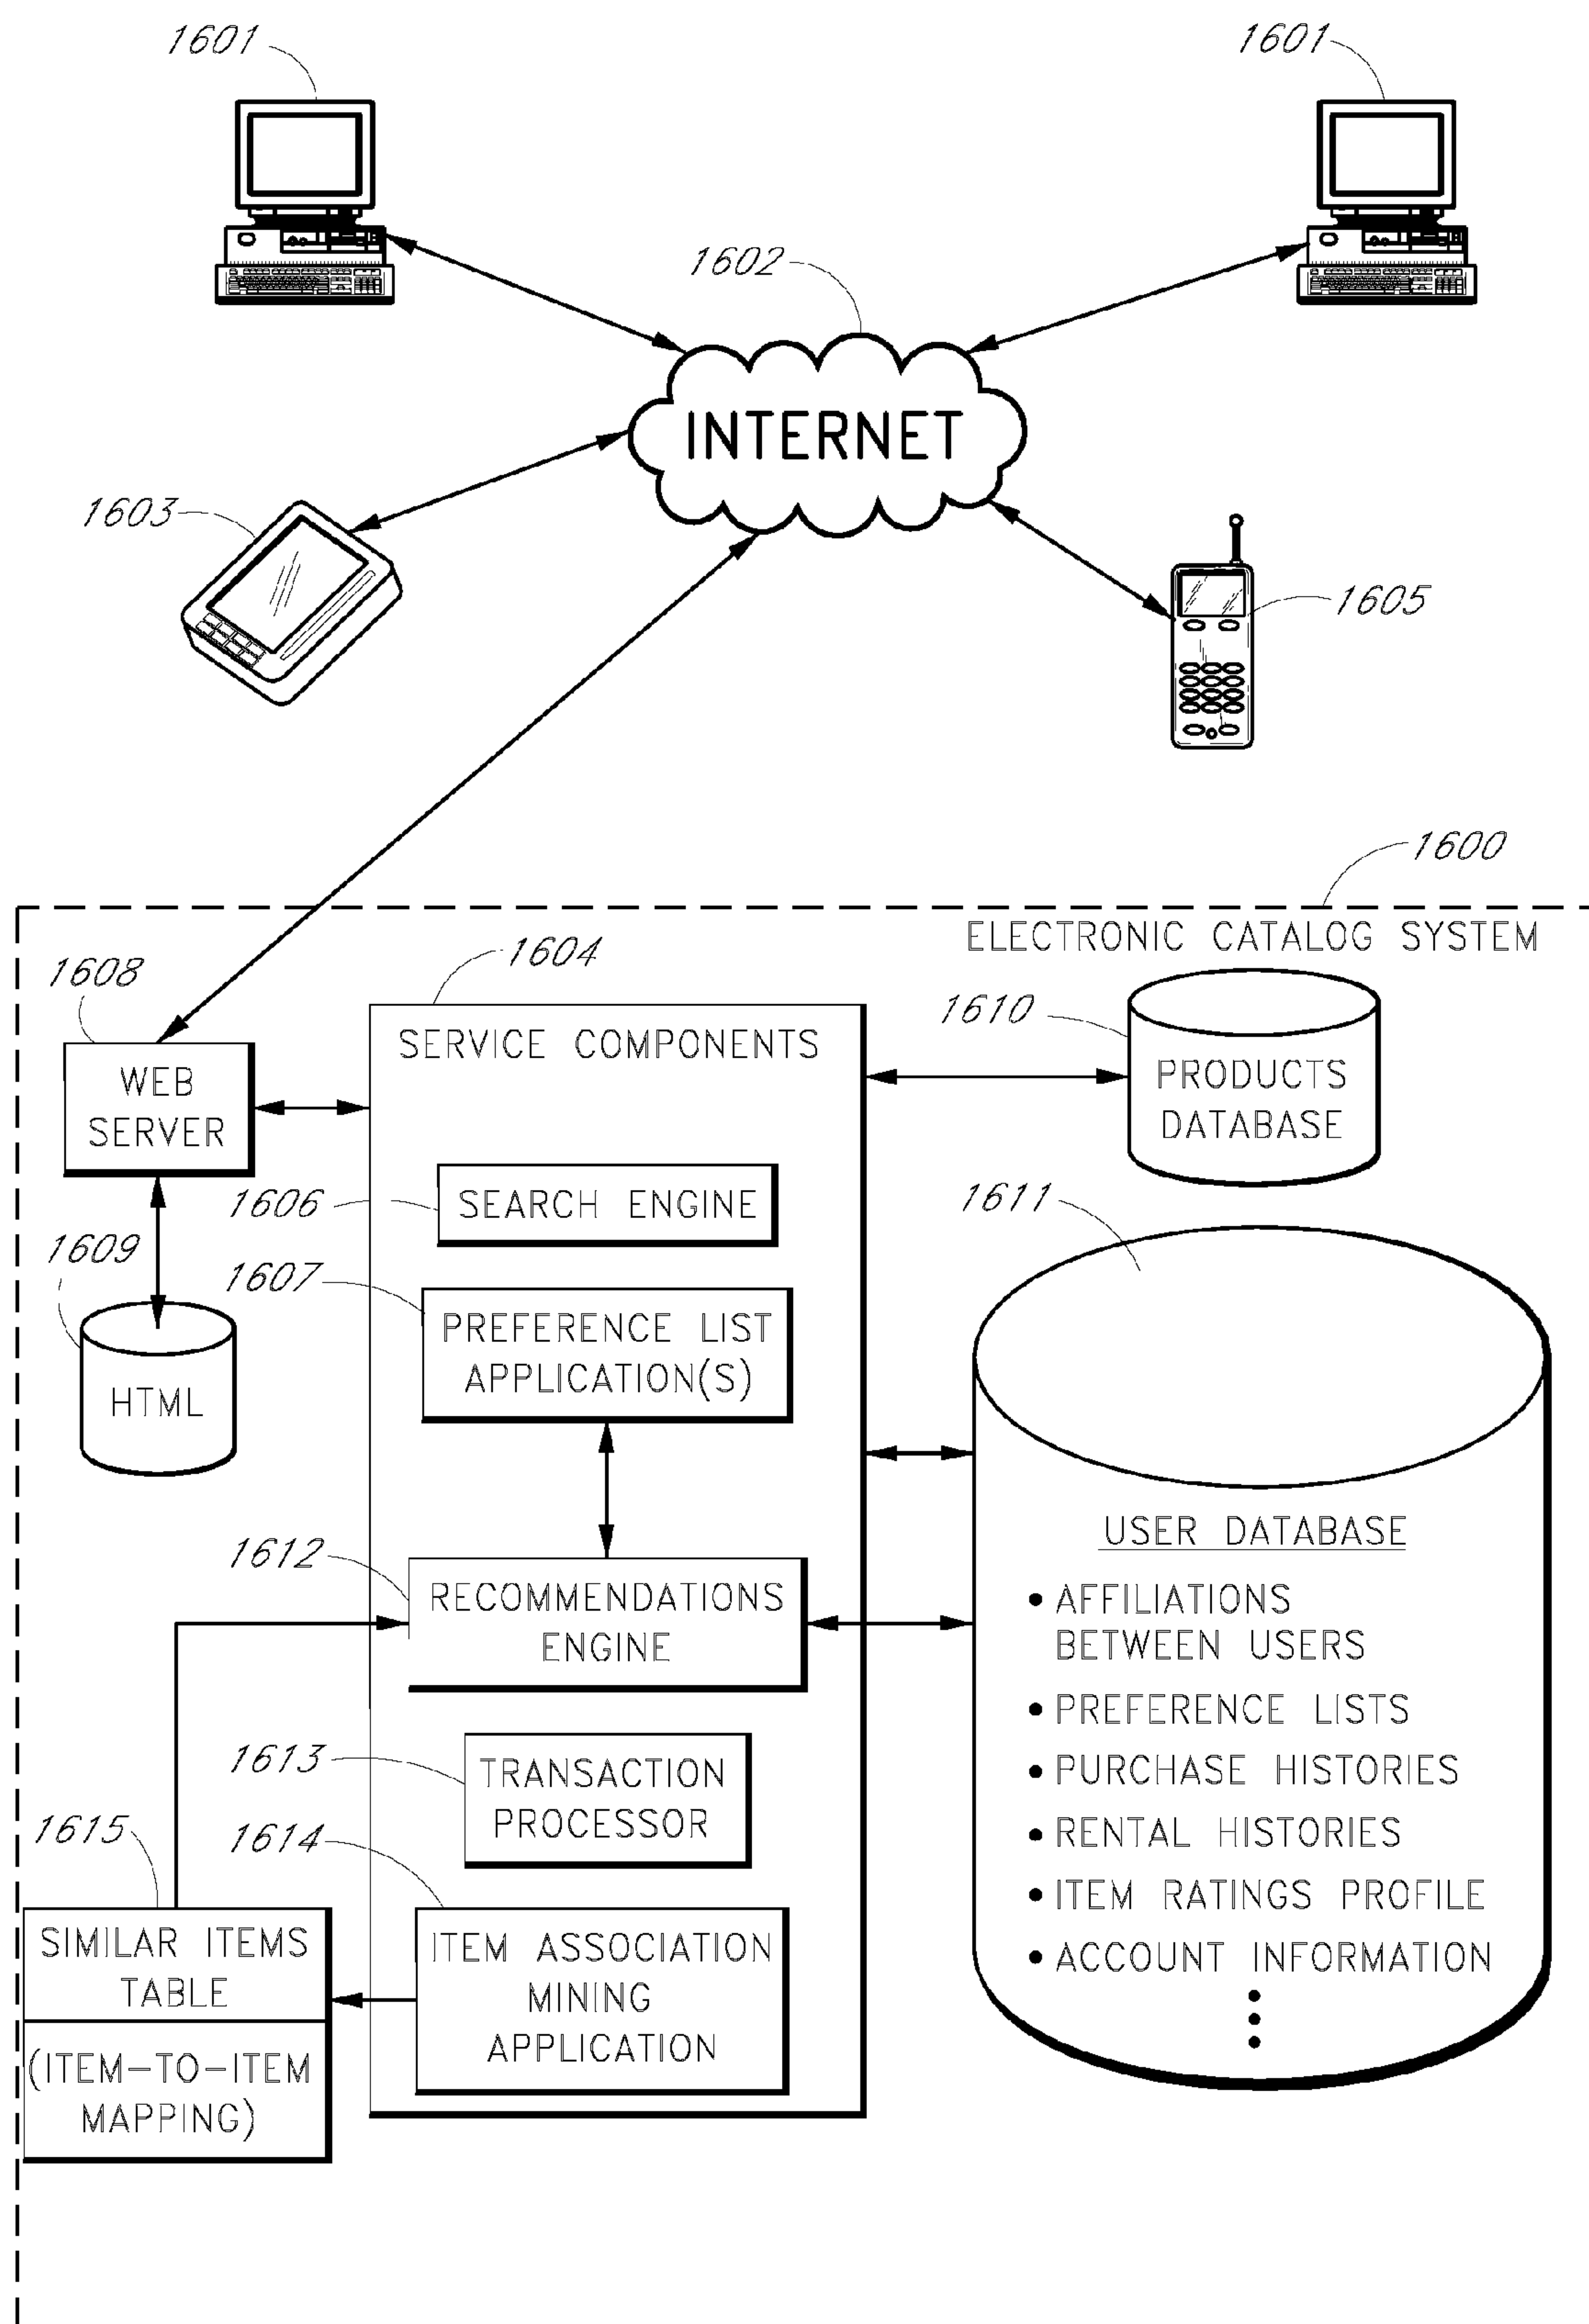 1601
1601
1602
INTERNET
1603
1605
1600
ELECTRONIC CATALOG SYSTEM
1608
WEB
SERVER
1609
HTML
1604
SERVICE COMPONENTS
1606
SEARCH ENGINE
1607
PREFERENCE LIST
APPLICATION(S)
1612
RECOMMENDATIONS
ENGINE
1613
TRANSACTION
PROCESSOR
1614
ITEM ASSOCIATION
MINING
APPLICATION
1615
SIMILAR ITEMS
TABLE
(ITEM-TO-ITEM
MAPPING)
1610
PRODUCTS
DATABASE
1611
USER DATABASE
• AFFILIATIONS
BETWEEN USERS
• PREFERENCE LISTS
• PURCHASE HISTORIES
• RENTAL HISTORIES
• ITEM RATINGS PROFILE
• ACCOUNT INFORMATION